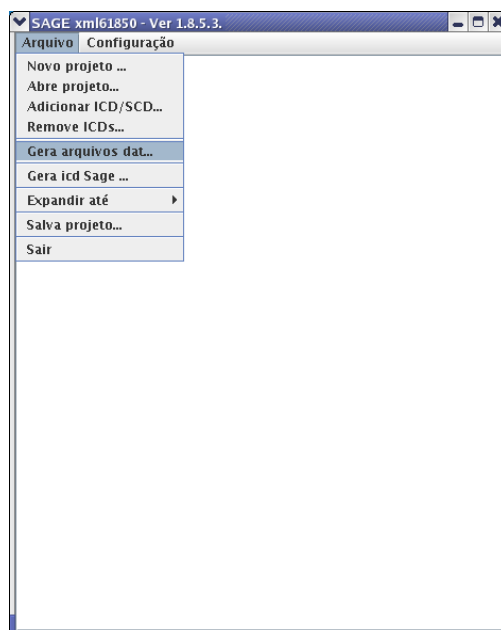 SAGE xml61850 - Ver 1.8.5.3.
Arquivo Configuração
Novo projeto ...
Abre projeto...
Adicionar ICD/SCD...
Remove ICDs...
Gera arquivos dat...
Gera icd Sage ...
Expandir até
Salva projeto...
Sair